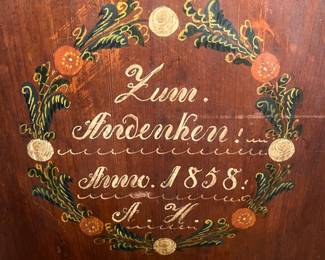 Zum.
Andenken!
Anno. 1858:
A. H.